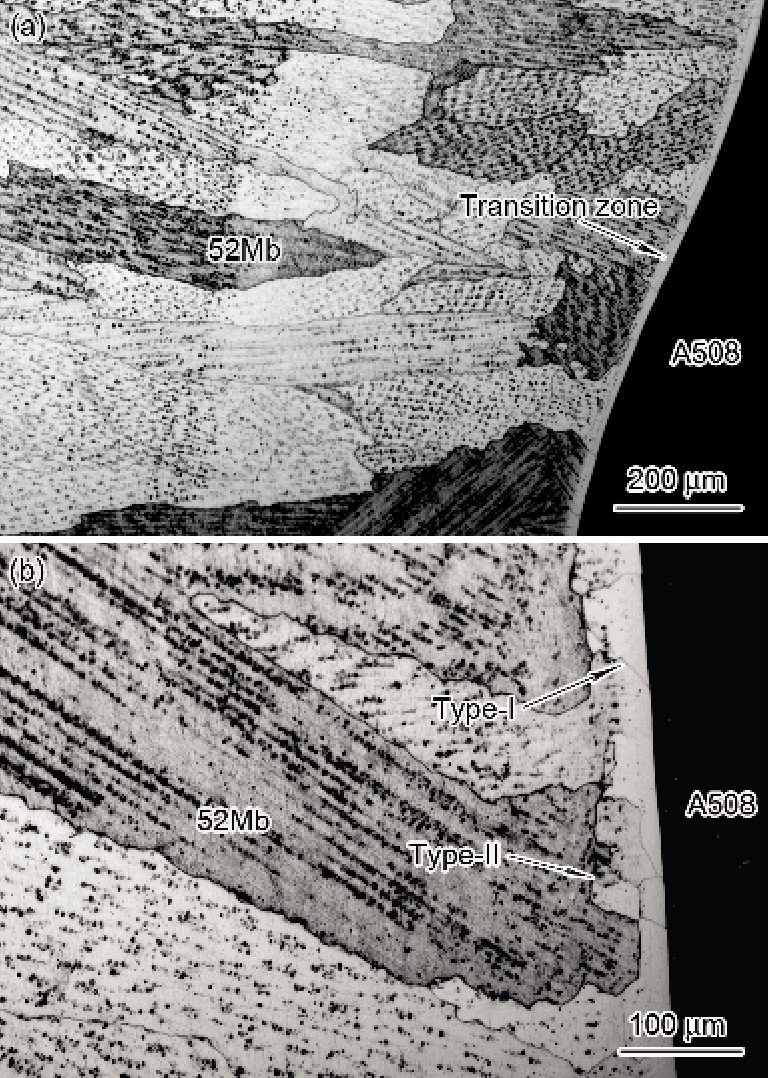 (a)
Transition zone
52Mb
A508
200 μm
(b)
Type-I
A508
52Mb
Type-II
100 μm